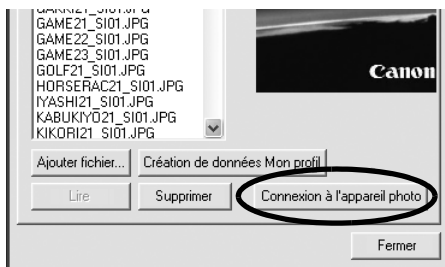 GAME21_SI01.JPG
GAME22_SI01.JPG
GAME23_SI01.JPG
GOLF21_SI01.JPG
HORSERAC21_SI01.JPG
IYASHI21_SI01.JPG
KABUKIYO21_SI01.JPG
KIKORI21_SI01.JPG
Canon
Ajouter fichier... Création de données Mon profil
Lire Supprimer Connexion à l'appareil photo
Fermer